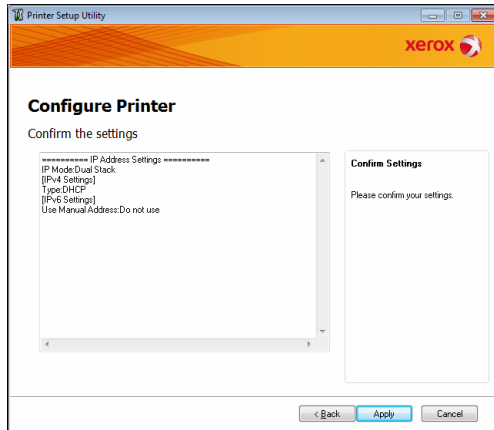 Printer Setup Utility
xerox
Configure Printer
Confirm the settings
========== IP Address Settings ==========
IP Mode:Dual Stack
[IPv4 Settings]
Type:DHCP
[IPv6 Settings]
Use Manual Address:Do not use
Confirm Settings
Please confirm your settings.
< Back
Apply
Cancel